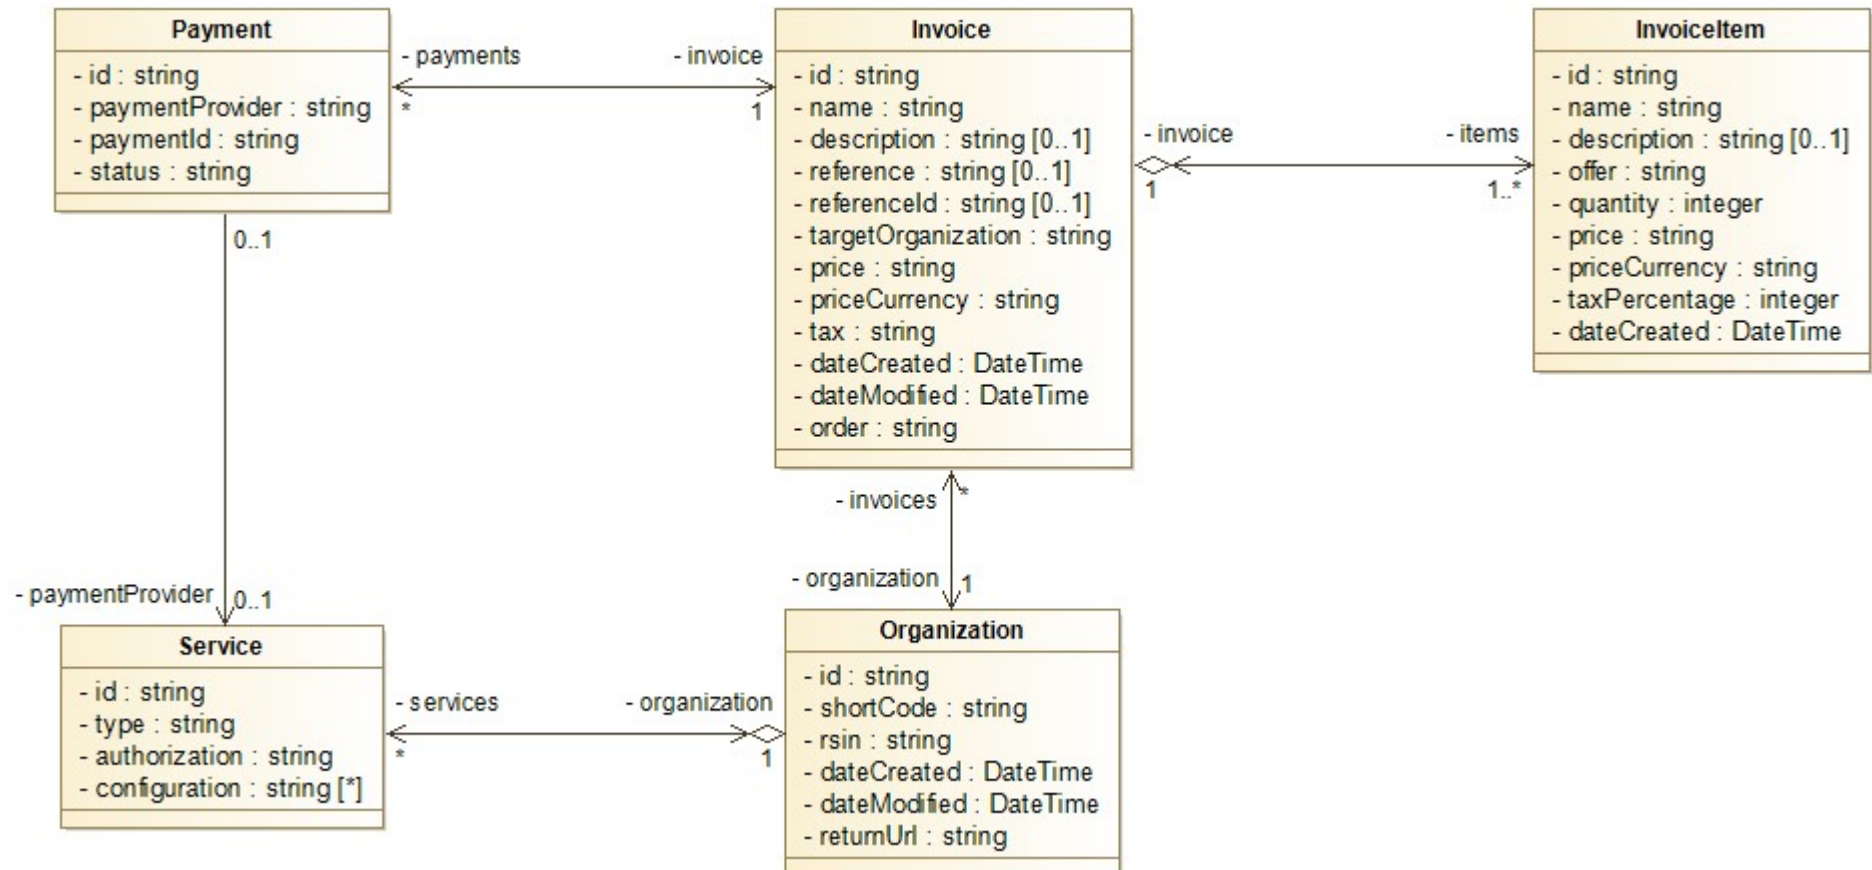 Payment
- id : string
- paymentProvider : string
- paymentId : string
- status : string
- payments
*
- invoice
1
Invoice
- id : string
- name : string
- description : string [0..1]
- reference : string [0..1]
- referenceId : string [0..1]
- targetOrganization : string
- price : string
- priceCurrency : string
- tax : string
- dateCreated : DateTime
- dateModified : DateTime
- order : string
- invoice
1
- items
1..*
InvoiceItem
- id : string
- name : string
- description : string [0..1]
- offer : string
- quantity : integer
- price : string
- priceCurrency : string
- taxPercentage : integer
- dateCreated : DateTime
0..1
- paymentProvider
0..1
- invoices
*
- organization
1
Service
- id : string
- type : string
- authorization : string
- configuration : string [*]
- services
*
- organization
1
Organization
- id : string
- shortCode : string
- rsin : string
- dateCreated : DateTime
- dateModified : DateTime
- returnUrl : string